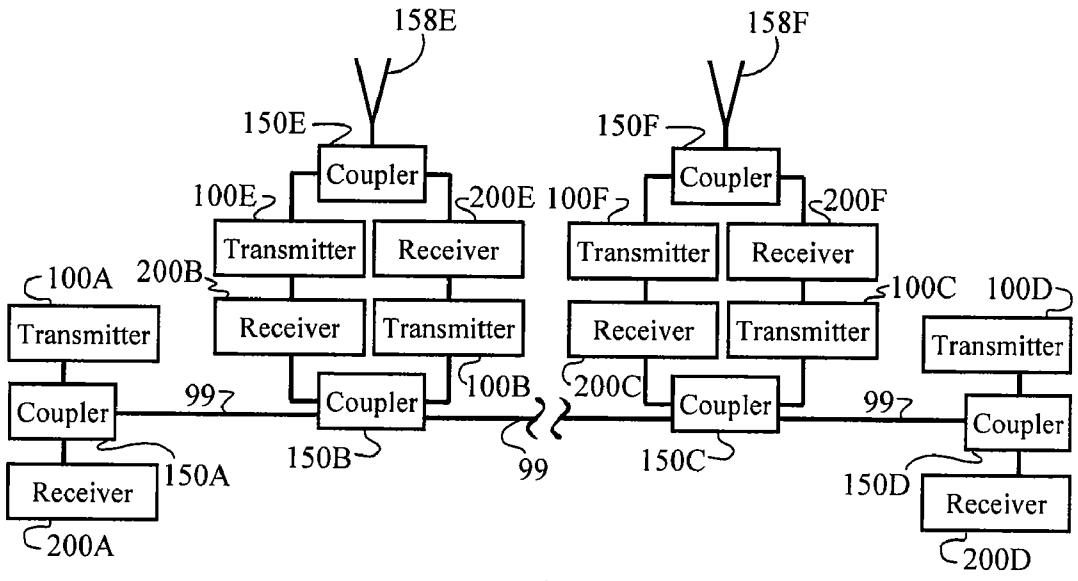 158E
158F
150E
Coupler
150F
Coupler
100E
200E
100F
200F
Transmitter
Receiver
Transmitter
Receiver
200B
100A
100C
100D
Transmitter
Receiver
Transmitter
Receiver
Transmitter
Transmitter
100B
200C
Coupler
99
Coupler
Coupler
99
Coupler
150A
150B
99
150C
150D
Receiver
Receiver
200A
200D